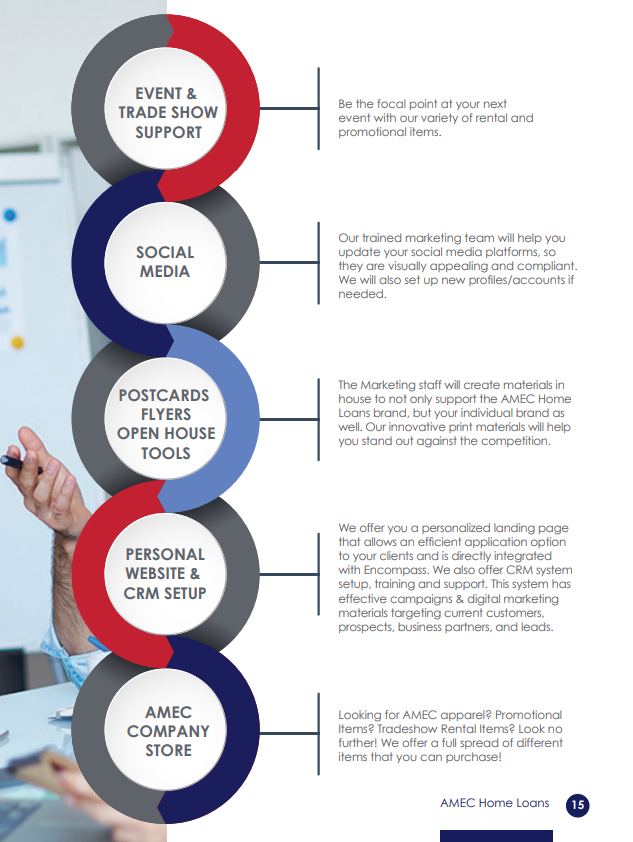 EVENT &
TRADE SHOW
SUPPORT
Be the focal point at your next
event with our variety of rental and
promotional items.
SOCIAL
MEDIA
Our trained marketing team will help you
update your social media platforms, so
they are visually appealing and compliant.
We will also set up new profiles/accounts if
needed.
POSTCARDS
FLYERS
OPEN HOUSE
TOOLS
The Marketing staff will create materials in
house to not only support the AMEC Home
Loans brand, but your individual brand as
well. Our innovative print materials will help
you stand out against the competition.
PERSONAL
WEBSITE &
CRM SETUP
We offer you a personalized landing page
that allows an efficient application option
to your clients and is directly integrated
with Encompass. We also offer CRM system
setup, training and support. This system has
effective campaigns & digital marketing
materials targeting current customers,
prospects, business partners, and leads.
AMEC
COMPANY
STORE
Looking for AMEC apparel? Promotional
Items? Tradeshow Rental Items? Look no
further! We offer a full spread of different
items that you can purchase!
AMEC Home Loans 15